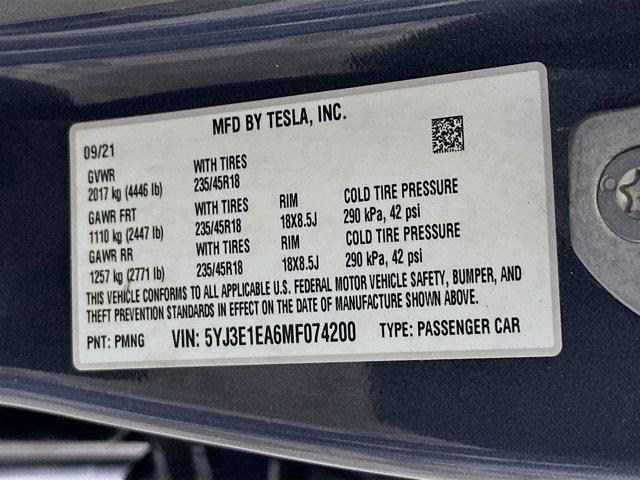 MFD BY TESLA, INC.
09/21
GVWR WITH TIRES
2017 kg (4446 lb) 235/45R18
GAWR FRT WITH TIRES RIM COLD TIRE PRESSURE
1110 kg (2447 lb) 235/45R18 18X8.5J 290 kPa, 42 psi
GAWR RR WITH TIRES RIM COLD TIRE PRESSURE
1257 kg (2771 lb) 235/45R18 18X8.5J 290 kPa, 42 psi
THIS VEHICLE CONFORMS TO ALL APPLICABLE U.S. FEDERAL MOTOR VEHICLE SAFETY, BUMPER, AND
THEFT PREVENTION STANDARDS IN EFFECT ON THE DATE OF MANUFACTURE SHOWN ABOVE.
PNT: PMNG VIN: 5YJ3E1EA6MF074200 TYPE: PASSENGER CAR